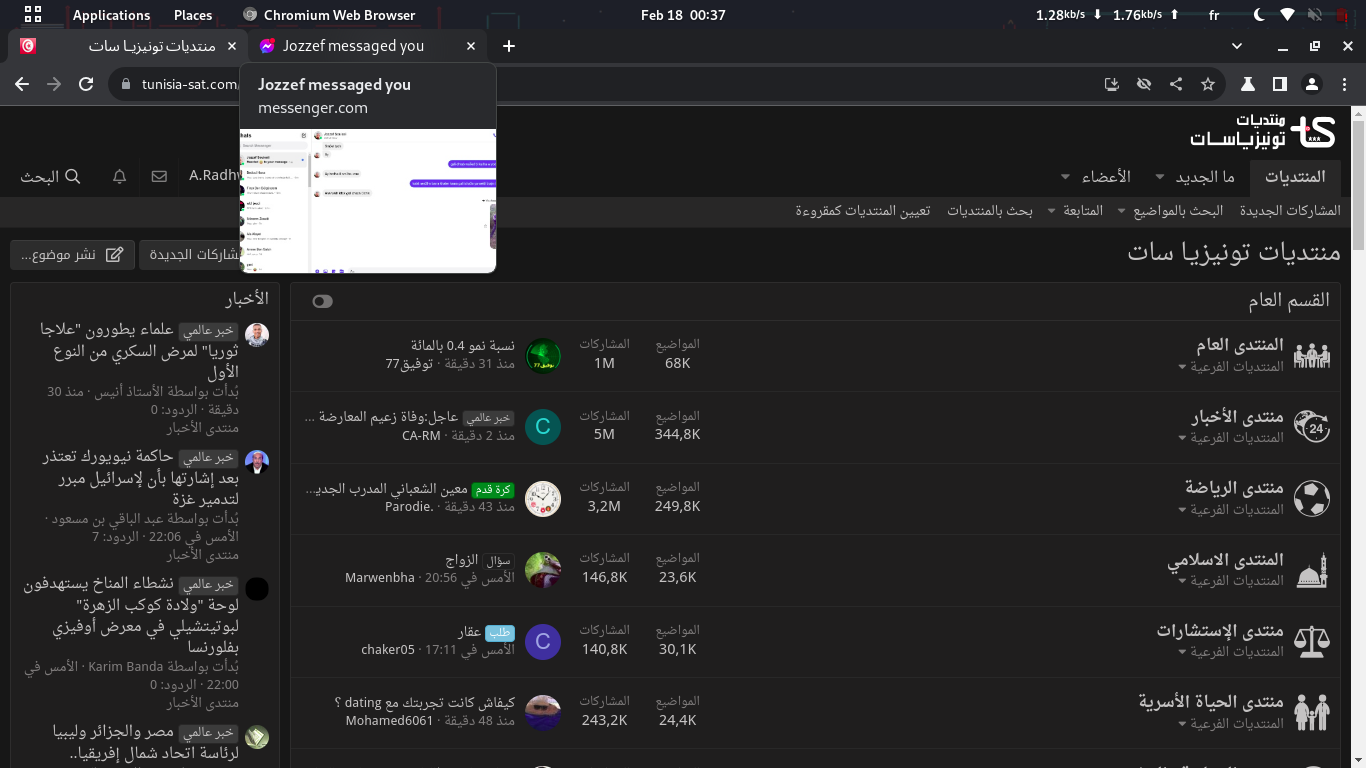 Applications Places Chromium Web Browser Feb 18 00:37 1.28kb/s 1.76kb/s fr
منتديات تونيزيـا سات
Jozzef messaged you
tunisia-sat.com/
Jozzef messaged you
messenger.com
منتديات
تونيزياسات
المنتديات
ما الجديد
الأعضاء
A.Radhw
البحث
المشاركات الجديدة
البحث بالمواضيع
المتابعة
بحث بالمنتديات
تعيين المنتديات كمقروءة
منتديات تونيزيـا سات
نشر موضوع...
القسم العام
المنتدى العام
المنتديات الفرعية
المواضيع
68K
المشاركات
1M
نسبة نمو 0.4 بالمائة
منذ 31 دقيقة · توفيق77
منتدى الأخبار
المنتديات الفرعية
المواضيع
344,8K
المشاركات
5M
C
خبر عالمي عاجل:وفاة زعيم المعارضة ...
منذ 2 دقيقة · CA-RM
منتدى الرياضة
المنتديات الفرعية
المواضيع
249,8K
المشاركات
3,2M
كرة قدم معين الشعباني المدرب الجديـ...
منذ 43 دقيقة · Parodie.
المنتدى الاسلامي
المنتديات الفرعية
المواضيع
23,6K
المشاركات
146,8K
سؤال الزواج
الأمس في 20:56 · Marwenbha
منتدى الإستشارات
المنتديات الفرعية
المواضيع
30,1K
المشاركات
140,8K
C
طلب عقار
الأمس في 17:11 · chaker05
منتدى الحياة الأسرية
المنتديات الفرعية
المواضيع
24,4K
المشاركات
243,2K
كيفاش كانت تجربتك مع dating ؟
منذ 48 دقيقة · Mohamed6061
الأخبار
خبر عالمي علماء يطورون "علاجا
ثوريا" لمرض السكري من النوع
الأول
بُدأت بواسطة الأستاذ أنيس · منذ 30
دقيقة · الردود: 0
منتدى الأخبار
خبر عالمي حاكمة نيويورك تعتذر
بعد إشارتها بأن لإسرائيل مبرر
لتدمير غزة
بُدأت بواسطة عبد الباقي بن مسعود ·
الأمس في 22:06 · الردود: 7
منتدى الأخبار
خبر عالمي نشطاء المناخ يستهدفون
لوحة "ولادة كوكب الزهرة"
لبوتيتشيلي في معرض أوفيزي
بفلورنسا
بُدأت بواسطة Karim Banda · الأمس في
22:00 · الردود: 0
منتدى الأخبار
خبر عالمي مصر والجزائر وليبيا
لرئاسة اتحاد شمال إفريقيا..